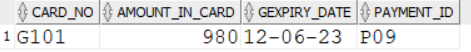 CARD_NO AMOUNT_IN_CARD GEXPIRY_DATE PAYMENT_ID
1 G101 980 12-06-23 P09